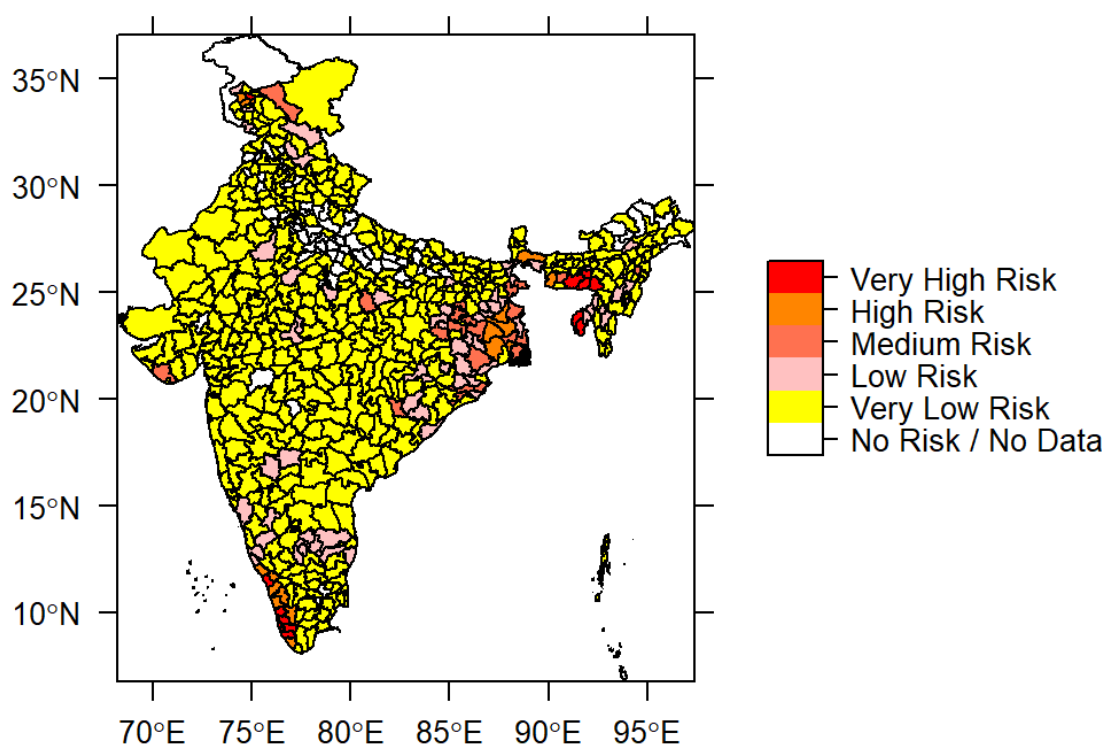 35°N
30°N
25°N
20°N
15°N
10°N
70°E 75°E 80°E 85°E 90°E 95°E
Very High Risk
High Risk
Medium Risk
Low Risk
Very Low Risk
No Risk / No Data